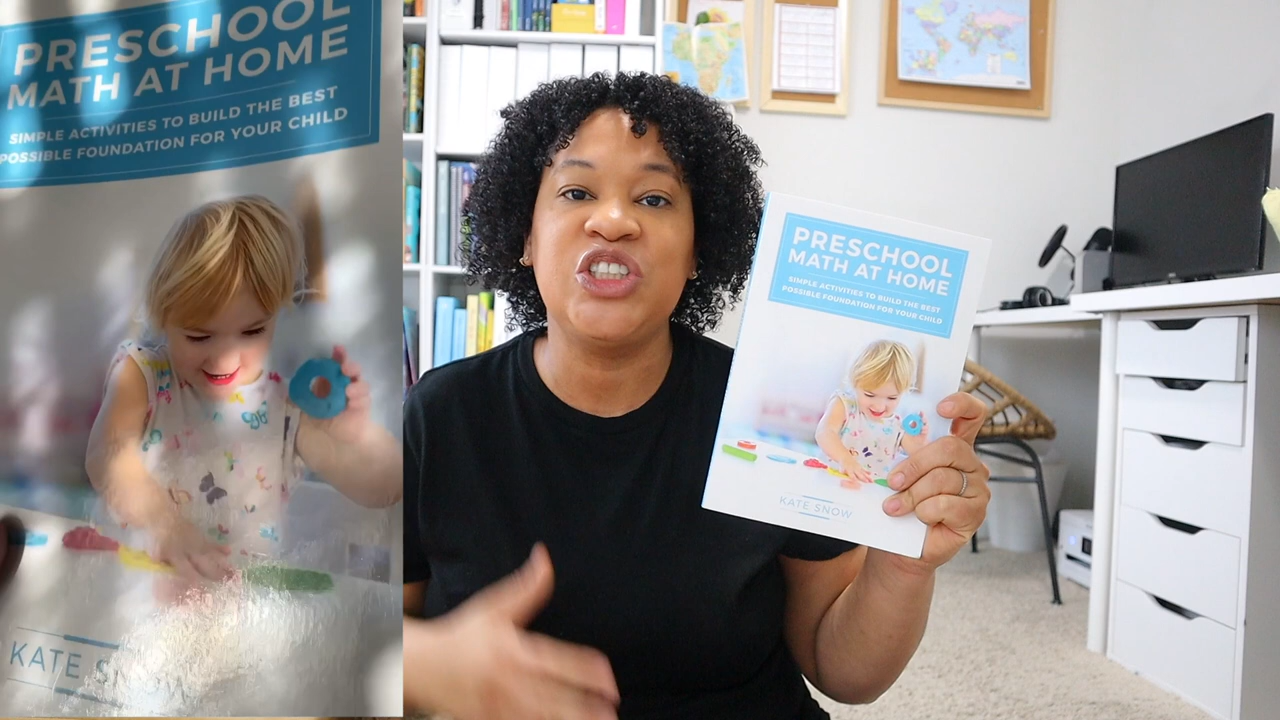 PRESCHOOL
MATH AT HOME
SIMPLE ACTIVITIES TO BUILD THE BEST
POSSIBLE FOUNDATION FOR YOUR CHILD
KATE SNOW
PRESCHOOL
MATH AT HOME
SIMPLE ACTIVITIES TO BUILD THE BEST
POSSIBLE FOUNDATION FOR YOUR CHILD
KATE SNOW